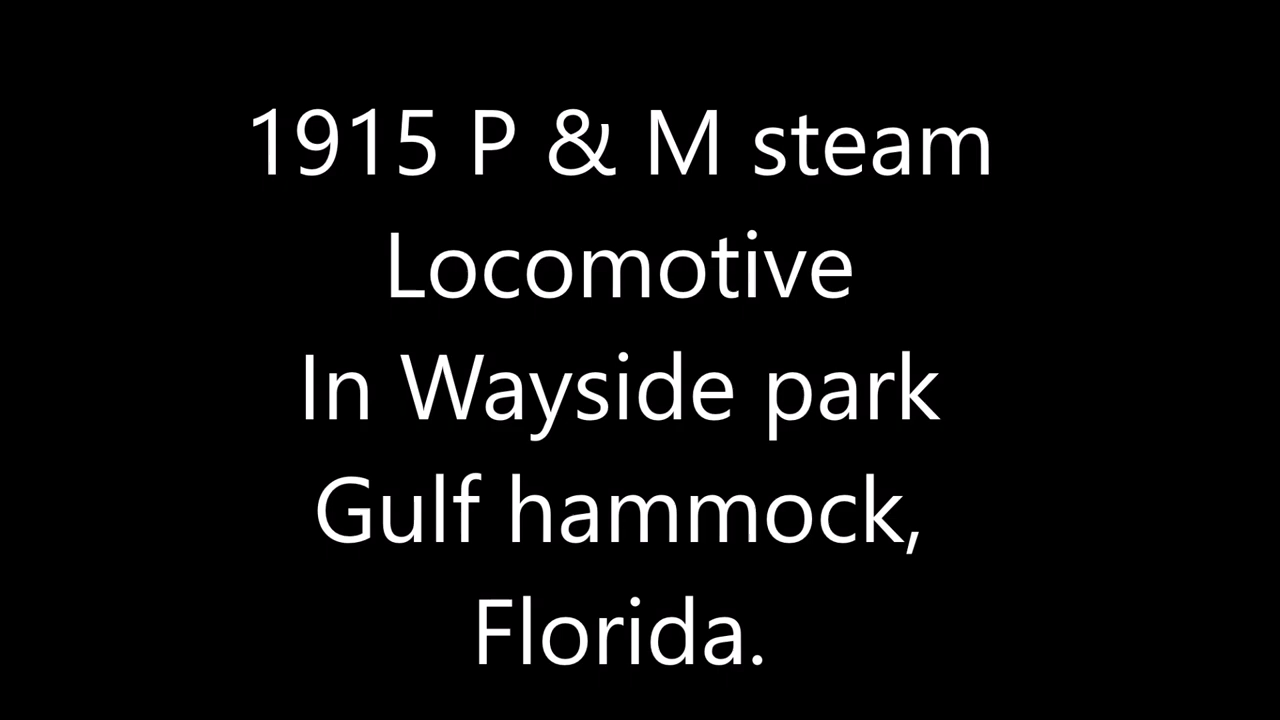 1915 P & M steam
Locomotive
In Wayside park
Gulf hammock,
Florida.